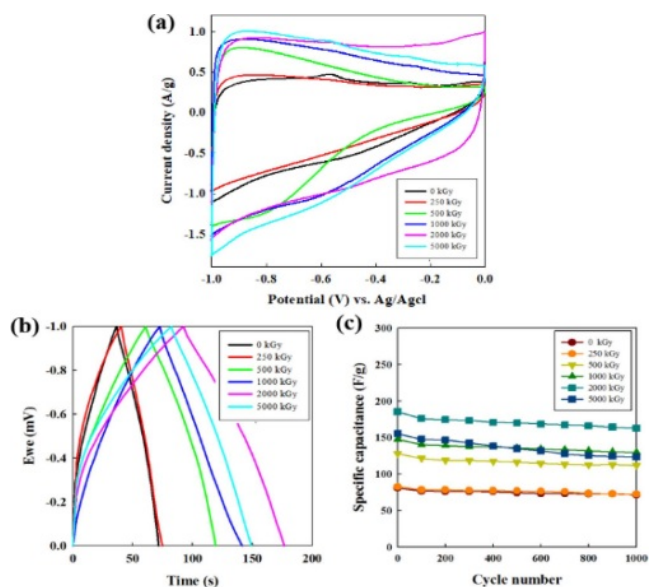 (a)
1.0
0.5
0.0
-0.5
-1.0
-1.5
Current density (A/g)
0 kGy
250 kGy
500 kGy
1000 kGy
2000 kGy
5000 kGy
-1.0 -0.8 -0.6 -0.4 -0.2 0.0
Potential (V) vs. Ag/Agcl
(b)
-1.0
-0.8
-0.6
-0.4
-0.2
0.0
Ewe (mV)
0 kGy
250 kGy
500 kGy
1000 kGy
2000 kGy
5000 kGy
0 50 100 150 200
Time (s)
(c)
300
250
200
150
100
50
0
Specific capacitance (F/g)
0 kGy
250 kGy
500 kGy
1000 kGy
2000 kGy
5000 kGy
0 200 400 600 800 1000
Cycle number